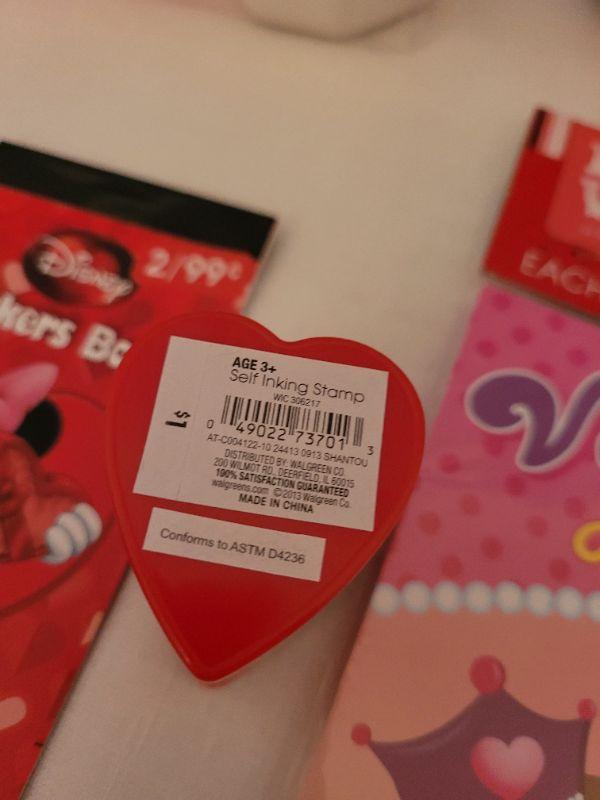 Disney 2/99¢
kers Bo
EACH
V
AGE 3+
Self Inking Stamp
WIC 306217
LS
0 49022 73701 3
AT-C004122-10 24413 0913 SHANTOU
DISTRIBUTED BY: WALGREEN CO.
200 WILMOT RD., DEERFIELD, IL 60015
100% SATISFACTION GUARANTEED
walgreens.com ©2013 Walgreen Co.
MADE IN CHINA
Conforms to ASTM D4236